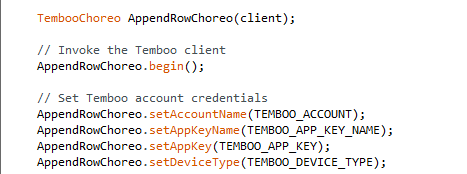 TembooChoreo AppendRowChoreo(client);
// Invoke the Temboo client
AppendRowChoreo.begin();
// Set Temboo account credentials
AppendRowChoreo.setAccountName(TEMBOO_ACCOUNT);
AppendRowChoreo.setAppKeyName(TEMBOO_APP_KEY_NAME);
AppendRowChoreo.setAppKey(TEMBOO_APP_KEY);
AppendRowChoreo.setDeviceType(TEMBOO_DEVICE_TYPE);